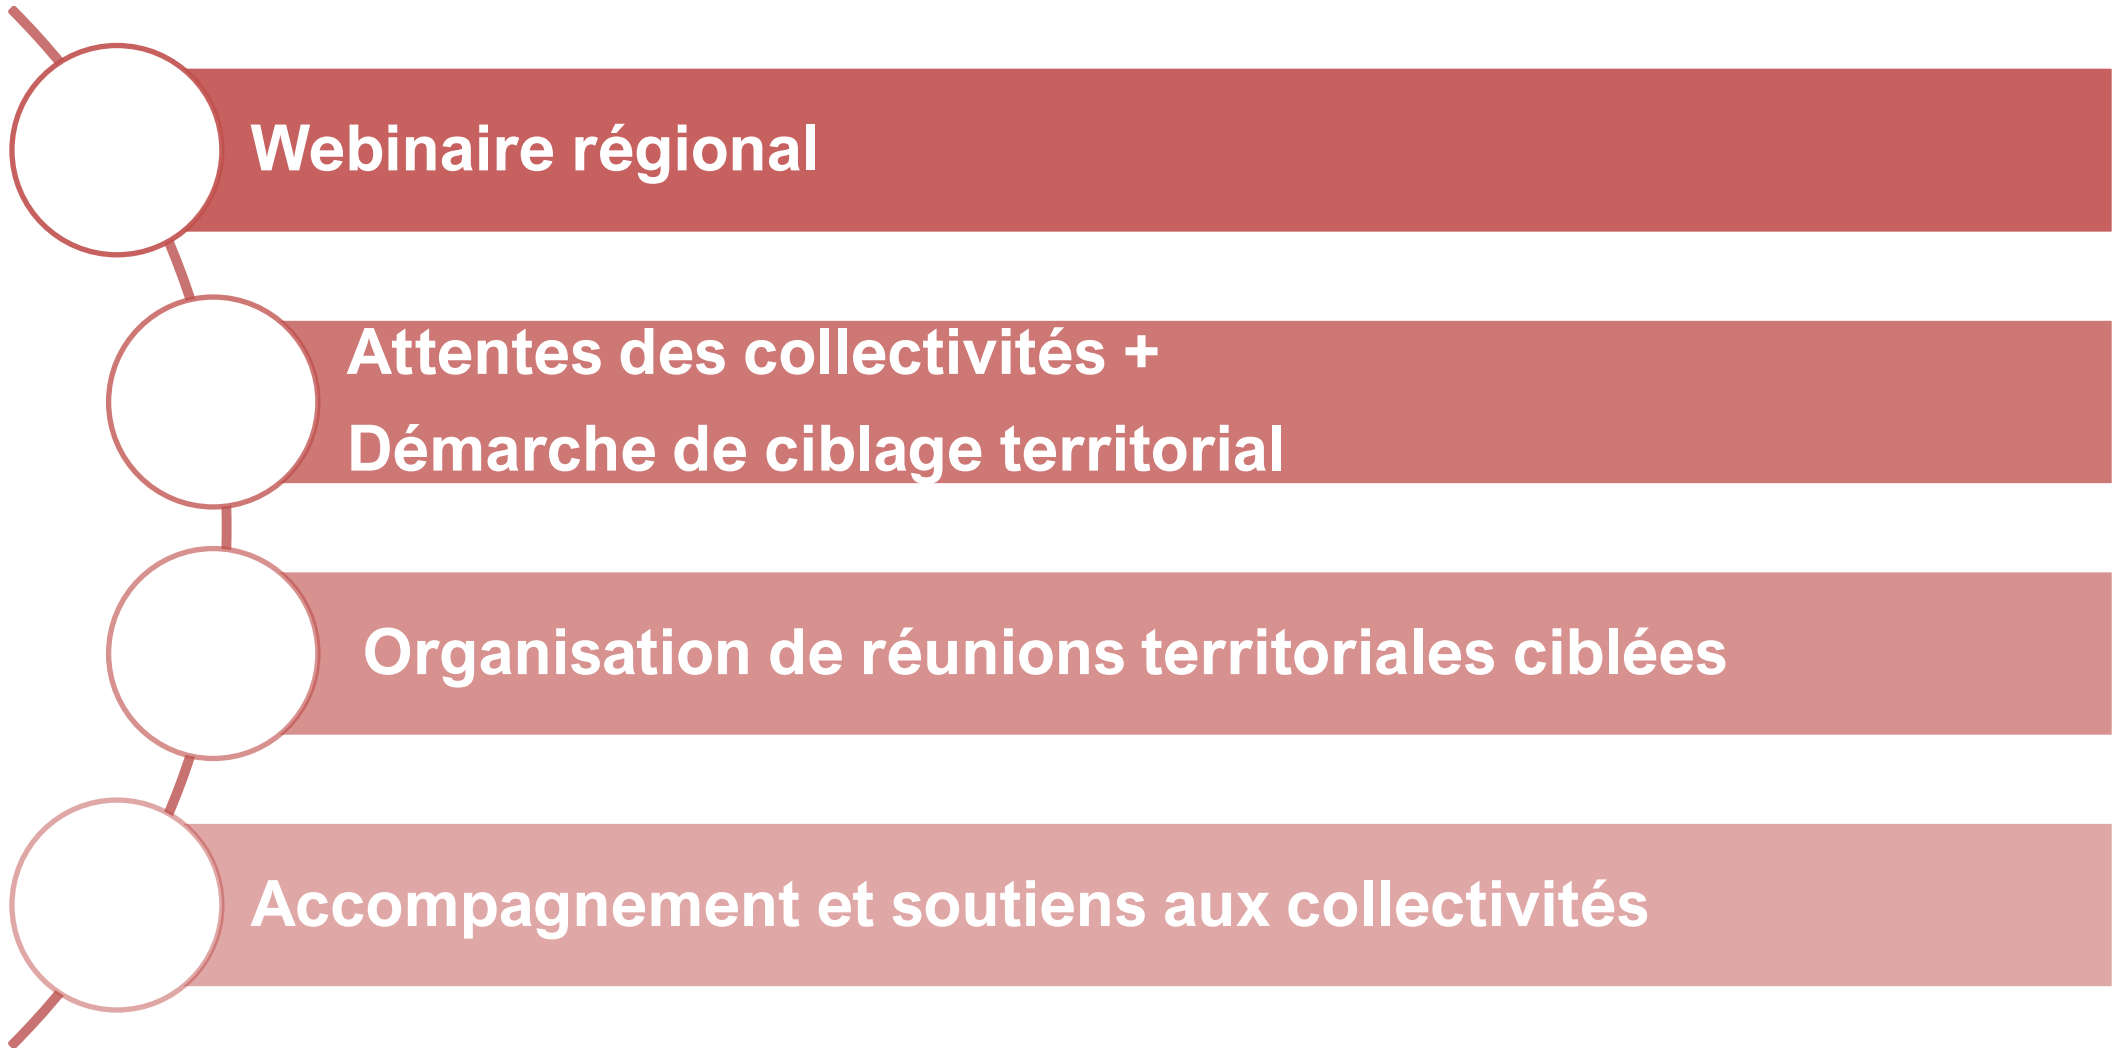 Webinaire régional
Attentes des collectivités +
Démarche de ciblage territorial
Organisation de réunions territoriales ciblées
Accompagnement et soutiens aux collectivités